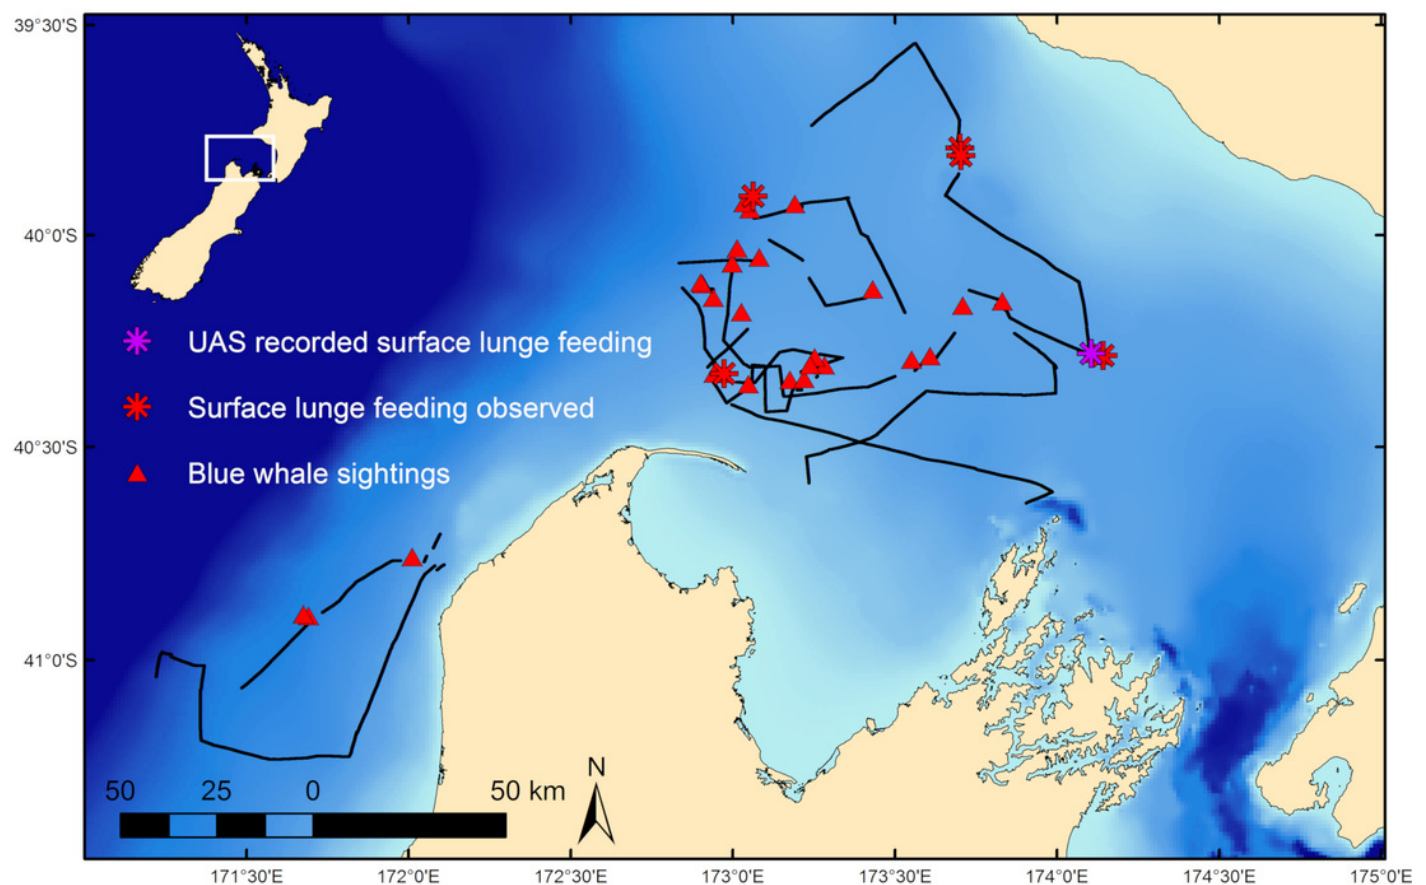 39°30'S
40°0'S
UAS recorded surface lunge feeding
Surface lunge feeding observed
40°30'S
Blue whale sightings
41°0'S
50 25 0 50 km
N
171°30'E 172°0'E 172°30'E 173°0'E 173°30'E 174°0'E 174°30'E 175°0'E